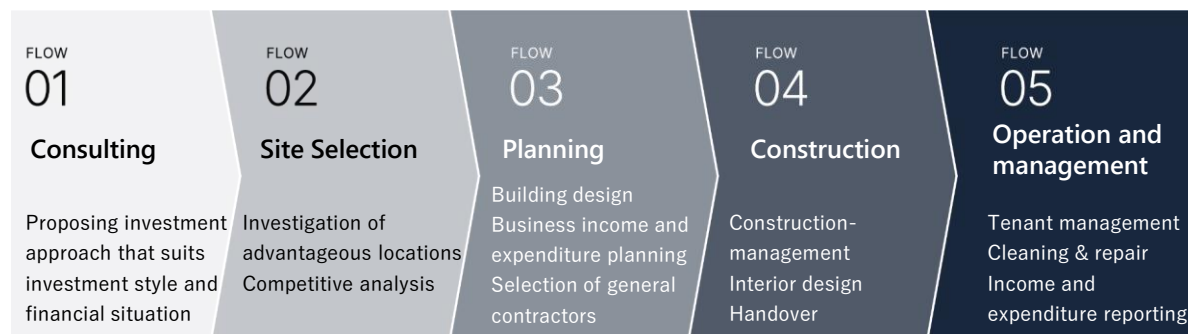 FLOW
01
Consulting
Proposing investment
approach that suits
investment style and
financial situation
FLOW
02
Site Selection
Investigation of
advantageous locations
Competitive analysis
FLOW
03
Planning
Building design
Business income and
expenditure planning
Selection of general
contractors
FLOW
04
Construction
Construction-
management
Interior design
Handover
FLOW
05
Operation and
management
Tenant management
Cleaning & repair
Income and
expenditure reporting